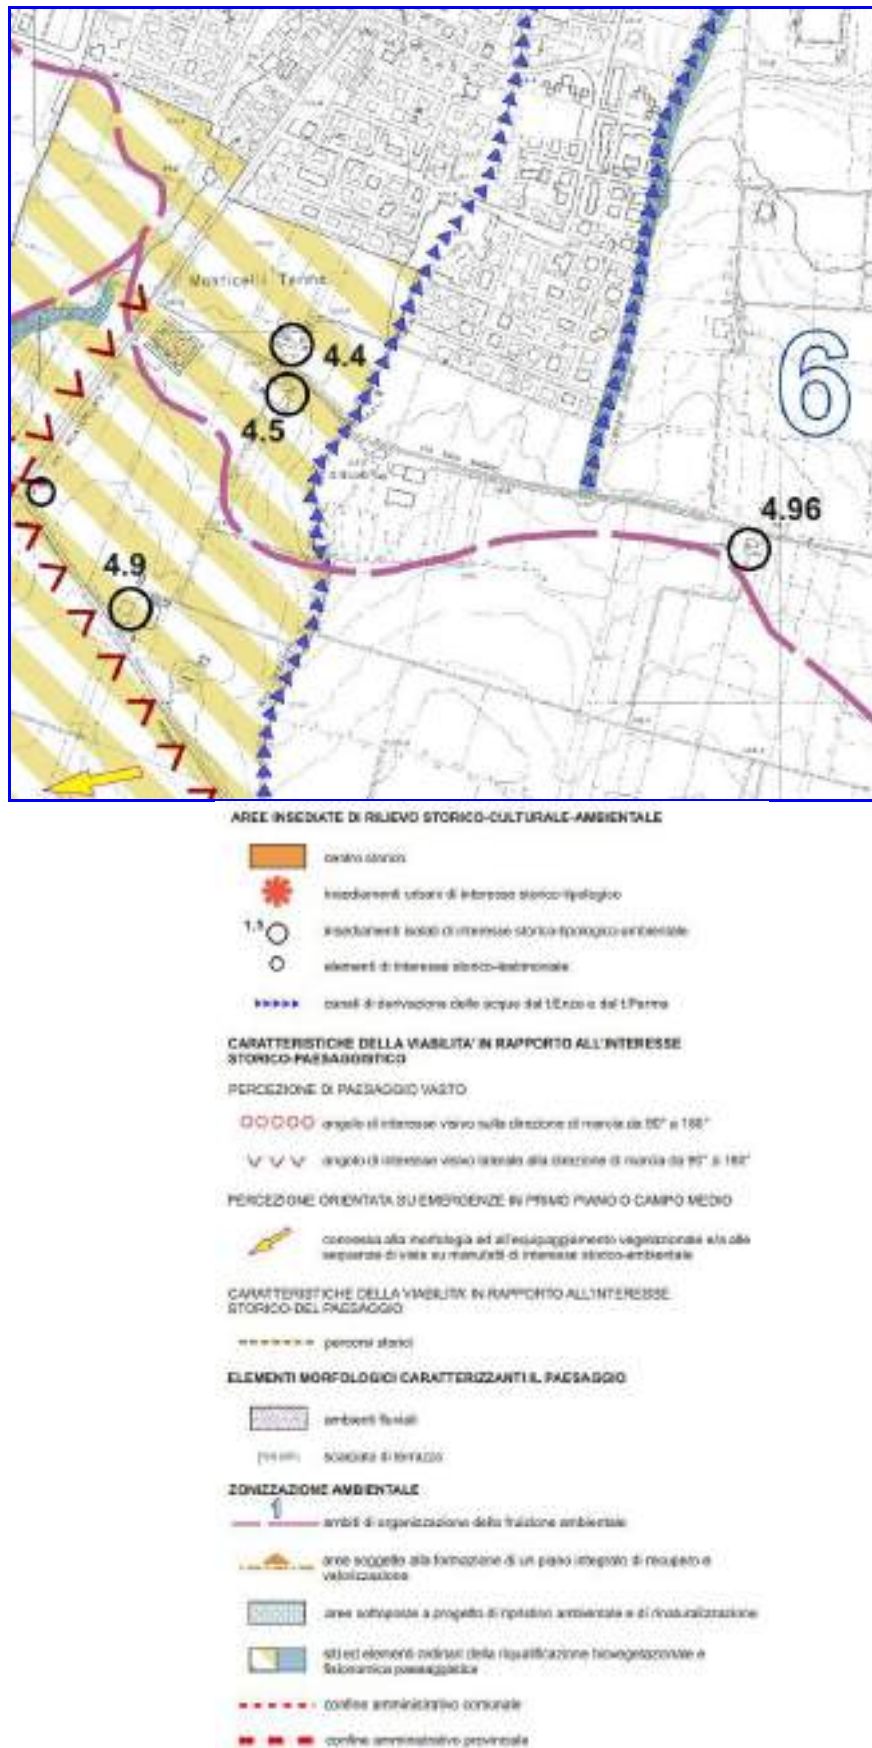 Monticelli Terme
6
4.4
4.5
4.96
4.9
AREE INSEDIATE DI RILIEVO STORICO-CULTURALE-AMBIENTALE
centro storico
insediamenti urbani di interesse storico-tipologico
1.1
insediamenti isolati di interesse storico-tipologico-ambientale
elementi di interesse storico-testimoniale
canali di derivazione delle acque dal t.Enza e dal t.Parma
CARATTERISTICHE DELLA VIABILITA' IN RAPPORTO ALL'INTERESSE
STORICO-PAESAGGISTICO
PERCEZIONE DI PAESAGGIO VASTO
angolo di interesse visivo sulla direzione di marcia da 90° a 180°
angolo di interesse visivo laterale alla direzione di marcia da 90° a 180°
PERCEZIONE ORIENTATA SU EMERGENZE IN PRIMO PIANO O CAMPO MEDIO
connessa alla morfologia ed all'equipaggiamento vegetazionale e/o alle
sequenze di viste su manufatti di interesse storico-ambientale
CARATTERISTICHE DELLA VIABILITA' IN RAPPORTO ALL'INTERESSE
STORICO DEL PAESAGGIO
percorsi storici
ELEMENTI MORFOLOGICI CARATTERIZZANTI IL PAESAGGIO
ambienti fluviali
scarpata di terrazzo
ZONIZZAZIONE AMBIENTALE
ambiti di organizzazione della fruizione ambientale
aree soggette alla formazione di un piano integrato di recupero e
valorizzazione
aree sottoposte a progetto di ripristino ambientale e di rinaturalizzazione
siti ed elementi ordinari della riqualificazione biovegetazionale e
fisionomica paesaggistica
confine amministrativo comunale
confine amministrativo provinciale